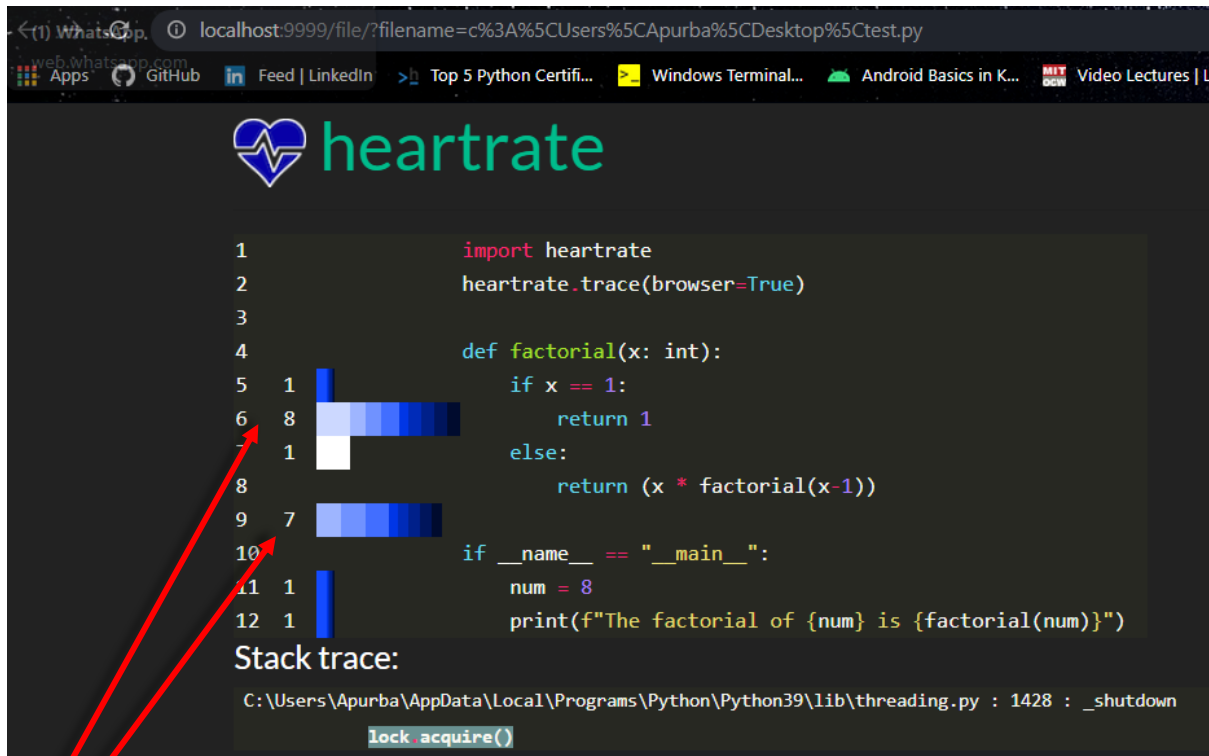 (1) WhatsApp. localhost:9999/file/?filename=c%3A%5CUsers%5CApurba%5CDesktop%5Ctest.py
web.whatsapp.com
Apps GitHub in Feed | LinkedIn Top 5 Python Certifi... Windows Terminal... Android Basics in K... MIT OCW Video Lectures | L
heartrate
1 import heartrate
2 heartrate.trace(browser=True)
3
4 def factorial(x: int):
5 1 if x == 1:
6 8 return 1
7 1 else:
8 return (x * factorial(x-1))
9 7
10 if __name__ == "__main__":
11 1 num = 8
12 1 print(f"The factorial of {num} is {factorial(num)}")
Stack trace:
C:\Users\Apurba\AppData\Local\Programs\Python\Python39\lib\threading.py : 1428 : _shutdown
lock.acquire()